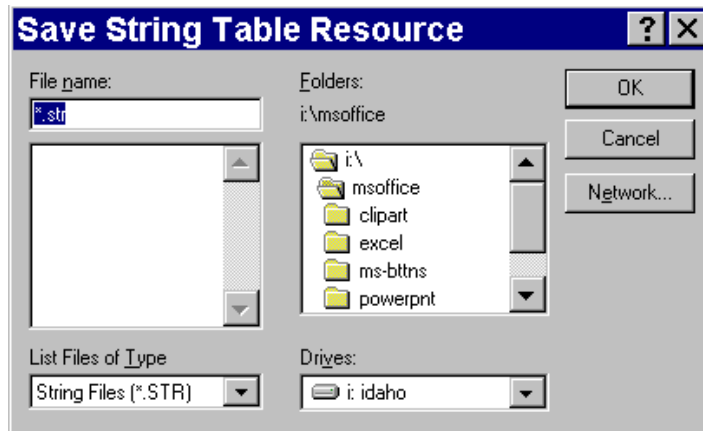 Save String Table Resource
File name:
*.str
List Files of Type
String Files (*.STR)
Folders:
i:\msoffice
i:\
msoffice
clipart
excel
ms-bttns
powerpnt
Drives:
i: idaho
OK
Cancel
Network...